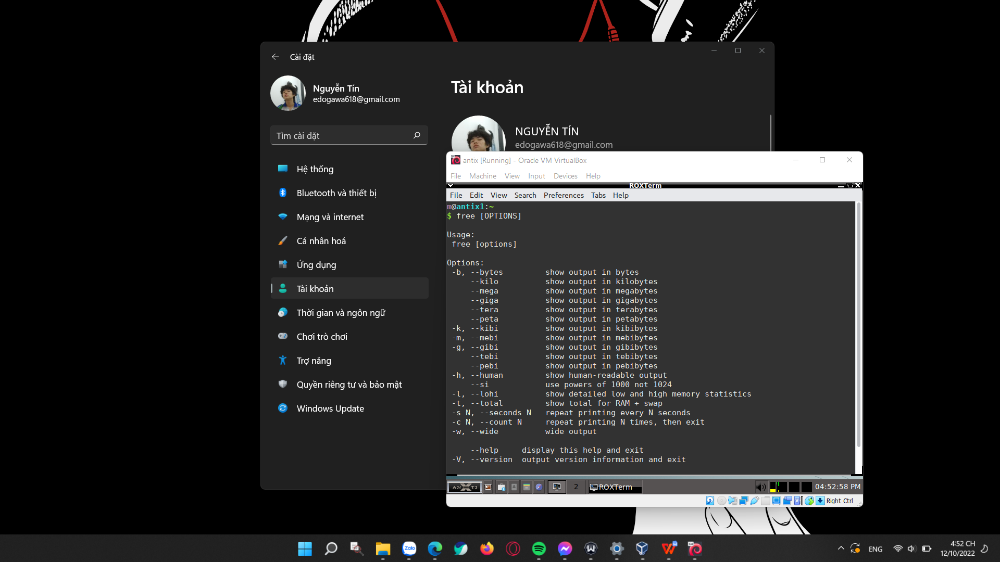 Cài đặt
Nguyễn Tín
edogawa618@gmail.com
Tìm cài đặt
Hệ thống
Bluetooth và thiết bị
Mạng và internet
Cá nhân hoá
Ứng dụng
Tài khoản
Thời gian và ngôn ngữ
Chơi trò chơi
Trợ năng
Quyền riêng tư và bảo mật
Windows Update
Tài khoản
NGUYỄN TÍN
edogawa618@gmail.com
antix [Running] - Oracle VM VirtualBox
File Machine View Input Devices Help
ROXTerm
File Edit View Search Preferences Tabs Help
m@antix1:~
$ free [OPTIONS]
Usage:
free [options]
Options:
-b, --bytes show output in bytes
--kilo show output in kilobytes
--mega show output in megabytes
--giga show output in gigabytes
--tera show output in terabytes
--peta show output in petabytes
-k, --kibi show output in kibibytes
-m, --mebi show output in mebibytes
-g, --gibi show output in gibibytes
--tebi show output in tebibytes
--pebi show output in pebibytes
-h, --human show human-readable output
--si use powers of 1000 not 1024
-l, --lohi show detailed low and high memory statistics
-t, --total show total for RAM + swap
-s N, --seconds N repeat printing every N seconds
-c N, --count N repeat printing N times, then exit
-w, --wide wide output
--help display this help and exit
-V, --version output version information and exit
ANXTI 2 ROXTerm 04:52:58 PM
Right Ctrl
Zalo
ENG
4:52 CH
12/10/2022